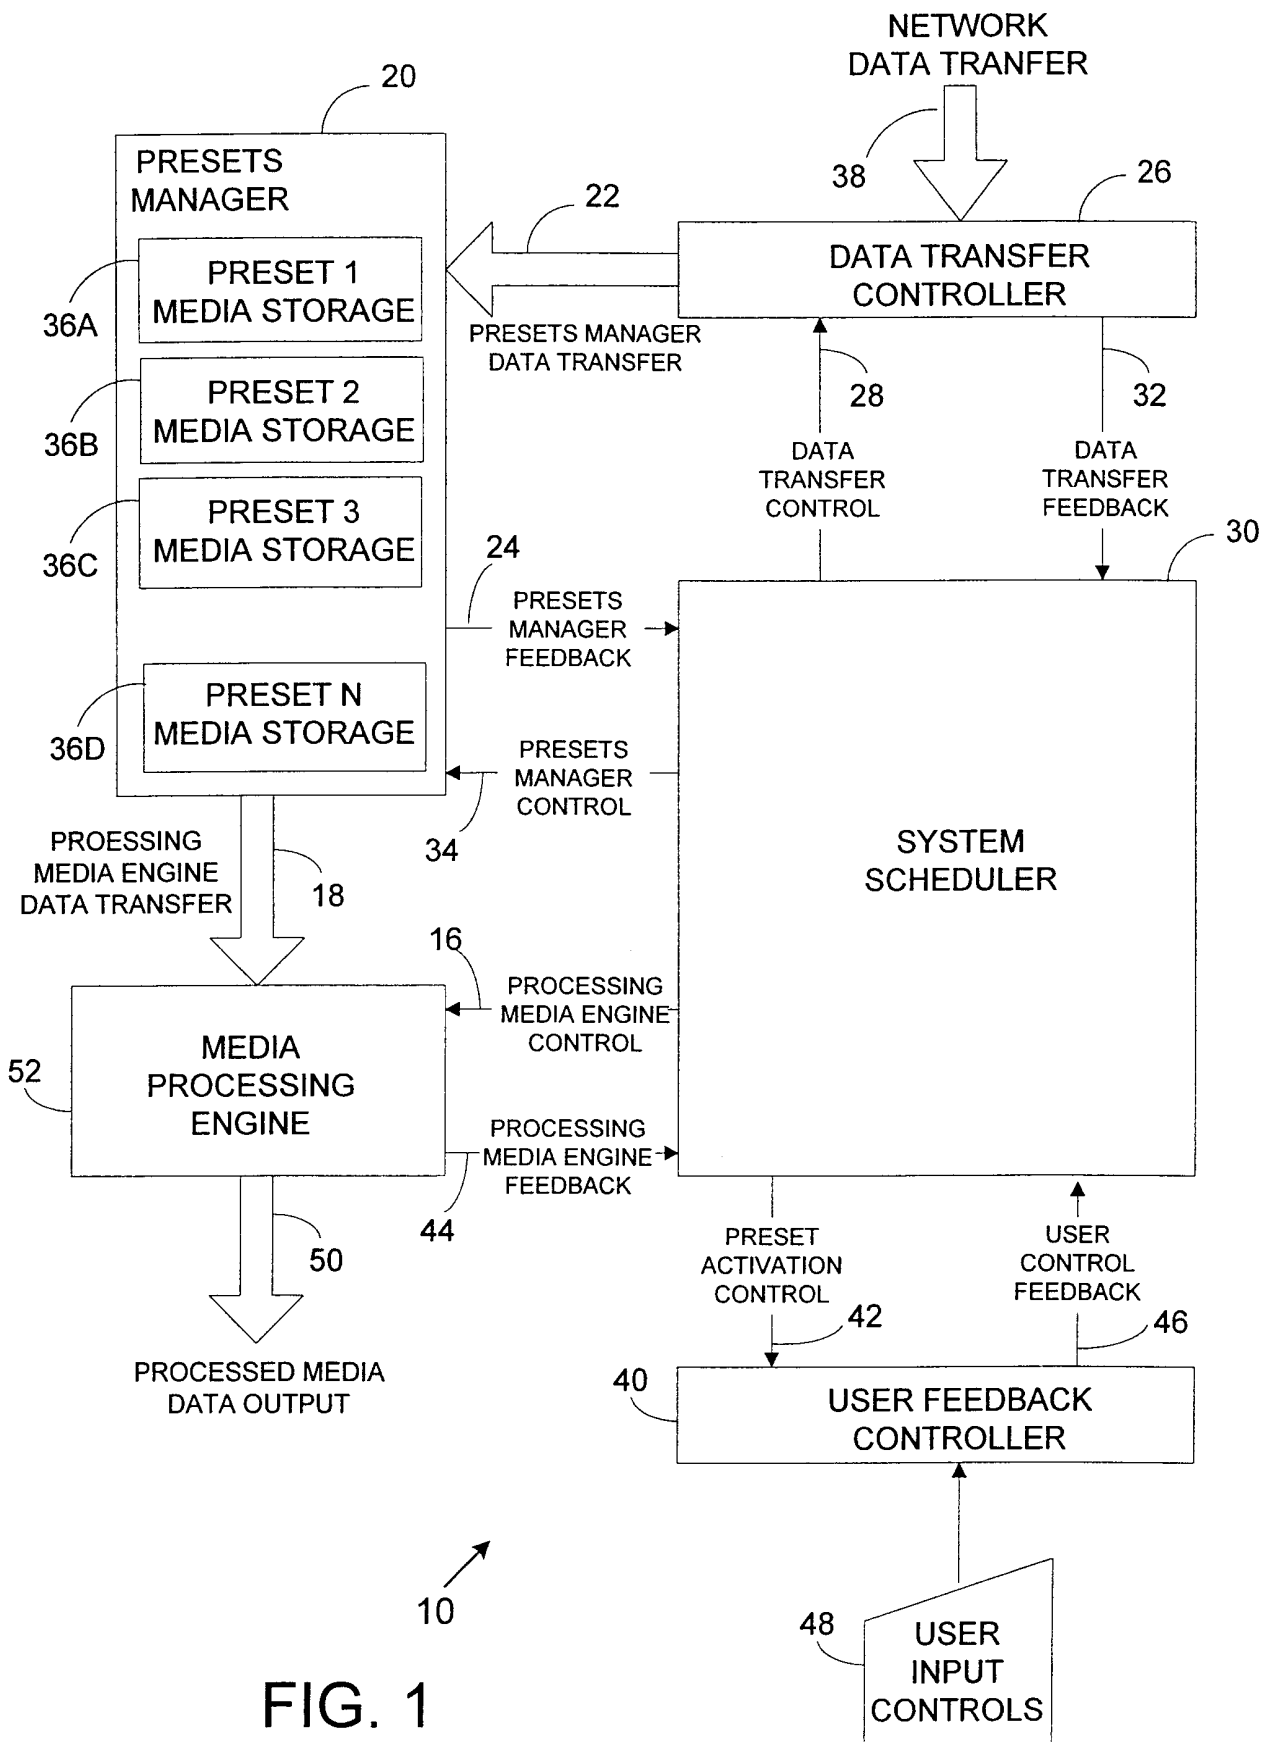 NETWORK
DATA TRANFER
38
20
PRESETS
MANAGER
PRESET 1
MEDIA STORAGE
36A
PRESET 2
MEDIA STORAGE
36B
PRESET 3
MEDIA STORAGE
36C
PRESET N
MEDIA STORAGE
36D
22
PRESETS MANAGER
DATA TRANSFER
26
DATA TRANSFER
CONTROLLER
28
32
DATA
TRANSFER
CONTROL
DATA
TRANSFER
FEEDBACK
30
24
PRESETS
MANAGER
FEEDBACK
PRESETS
MANAGER
CONTROL
34
SYSTEM
SCHEDULER
PROESSING
MEDIA ENGINE
DATA TRANSFER
18
16
PROCESSING
MEDIA ENGINE
CONTROL
52
MEDIA
PROCESSING
ENGINE
PROCESSING
MEDIA ENGINE
FEEDBACK
44
50
PROCESSED MEDIA
DATA OUTPUT
PRESET
ACTIVATION
CONTROL
42
USER
CONTROL
FEEDBACK
46
40
USER FEEDBACK
CONTROLLER
48
USER
INPUT
CONTROLS
10
FIG. 1